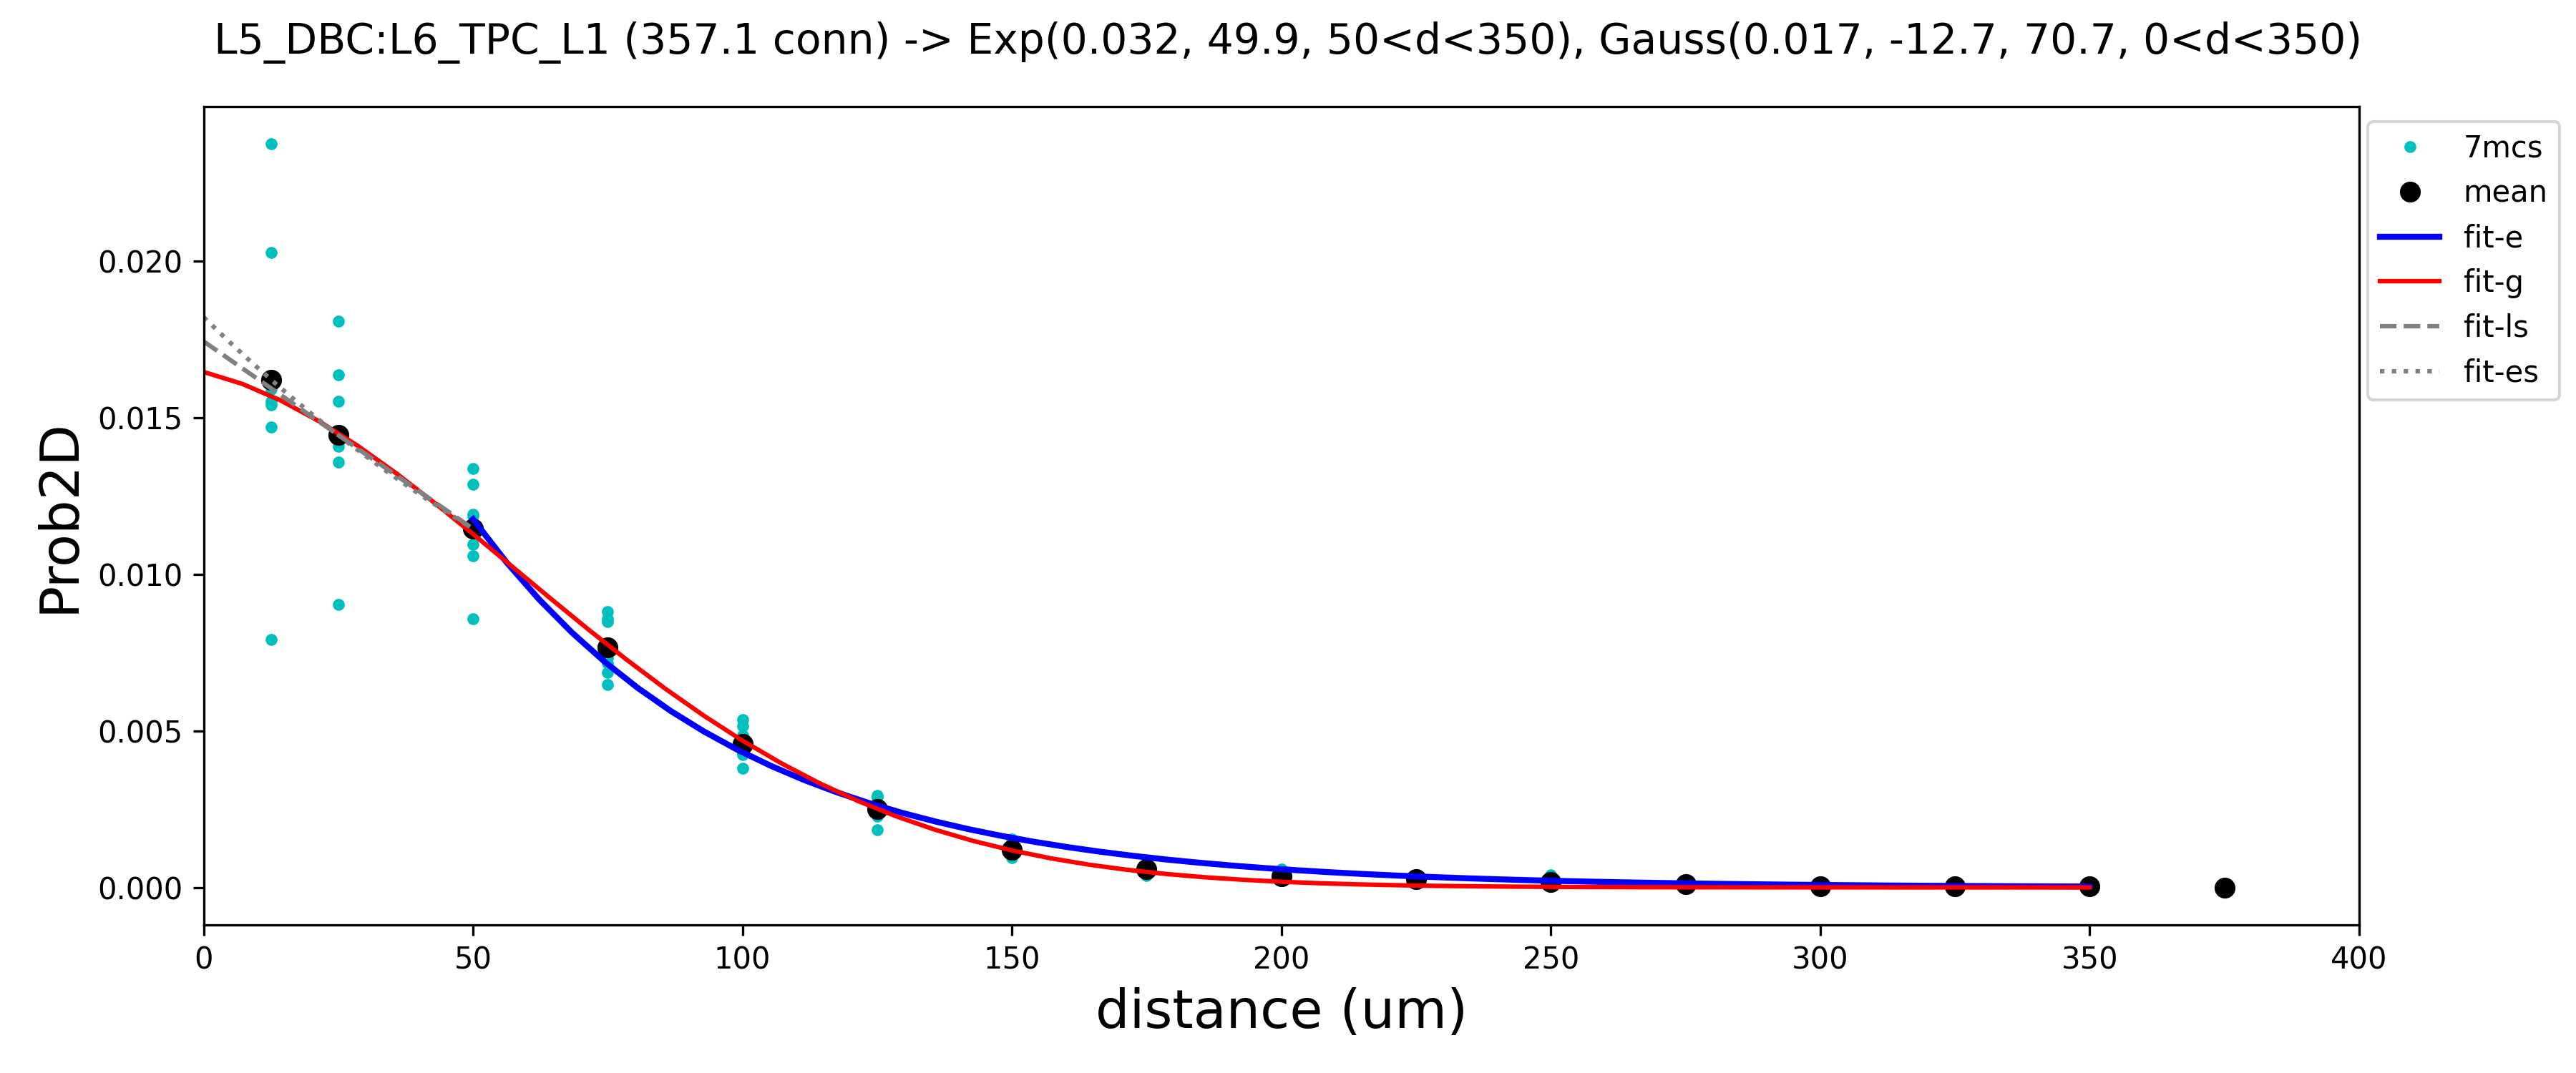 L5_DBC:L6_TPC_L1 (357.1 conn) -> Exp(0.032, 49.9, 50<d<350), Gauss(0.017, -12.7, 70.7, 0<d<350)
7mcs
mean
fit-e
fit-g
fit-ls
fit-es
Prob2D
0.020
0.015
0.010
0.005
0.000
0 50 100 150 200 250 300 350 400
distance (um)